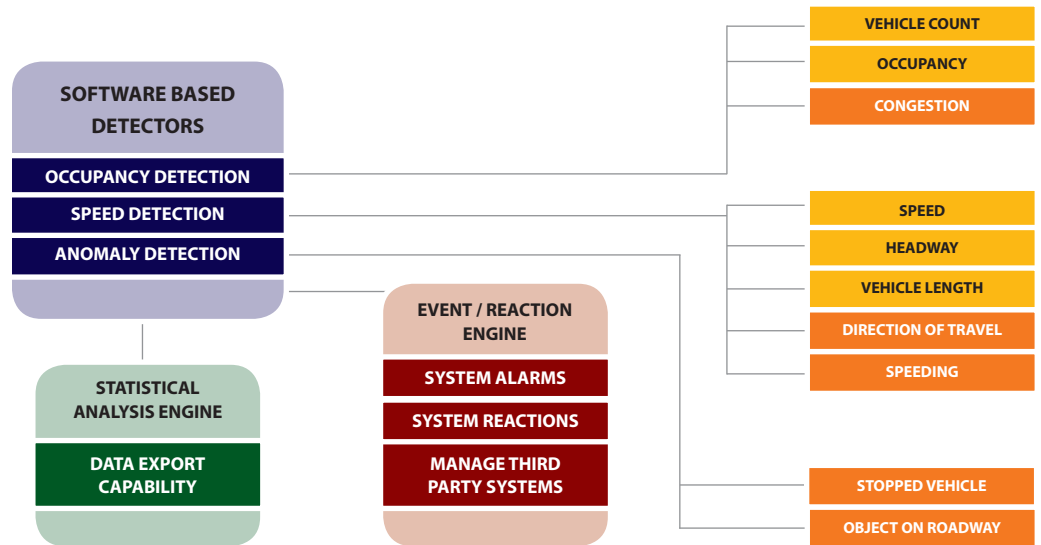 SOFTWARE BASED
DETECTORS
OCCUPANCY DETECTION
SPEED DETECTION
ANOMALY DETECTION
STATISTICAL
ANALYSIS ENGINE
DATA EXPORT
CAPABILITY
EVENT / REACTION
ENGINE
SYSTEM ALARMS
SYSTEM REACTIONS
MANAGE THIRD
PARTY SYSTEMS
VEHICLE COUNT
OCCUPANCY
CONGESTION
SPEED
HEADWAY
VEHICLE LENGTH
DIRECTION OF TRAVEL
SPEEDING
STOPPED VEHICLE
OBJECT ON ROADWAY